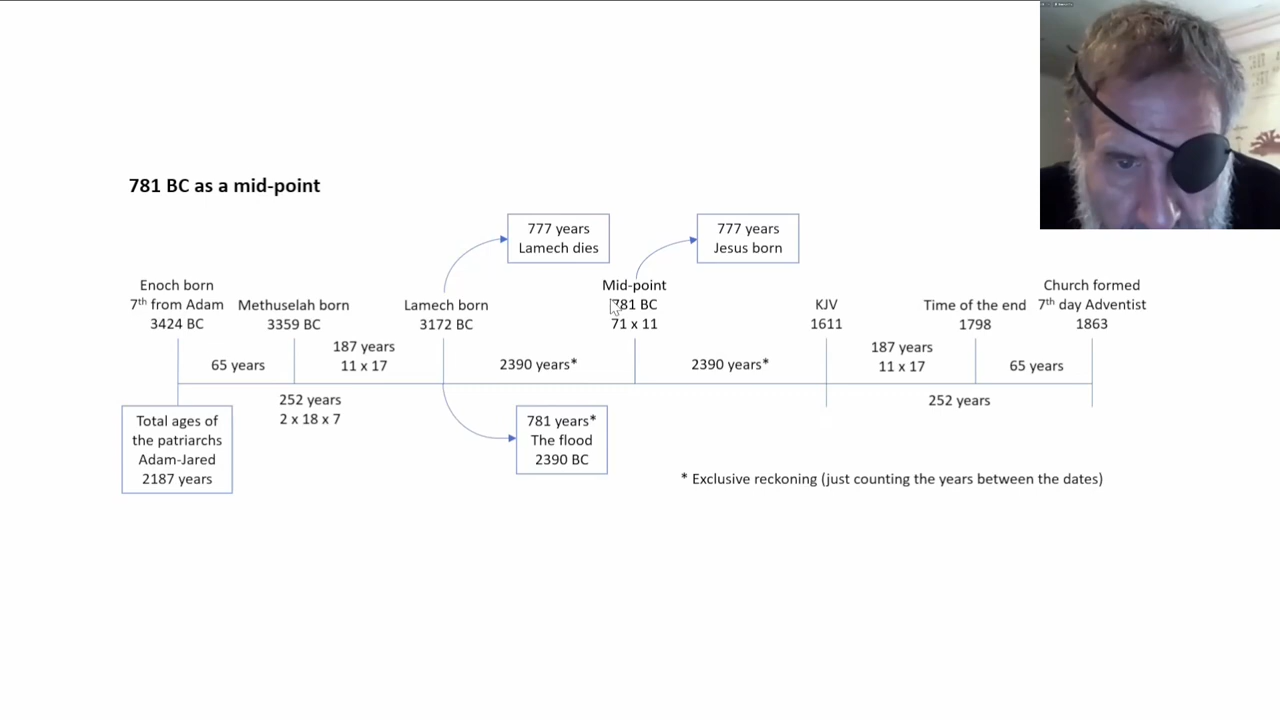 781 BC as a mid-point
777 years
Lamech dies
777 years
Jesus born
Enoch born
7th from Adam
3424 BC
Methuselah born
3359 BC
Lamech born
3172 BC
Mid-point
781 BC
71 x 11
KJV
1611
Time of the end
1798
Church formed
7th day Adventist
1863
65 years
187 years
11 x 17
2390 years*
2390 years*
187 years
11 x 17
65 years
252 years
2 x 18 x 7
252 years
Total ages of
the patriarchs
Adam-Jared
2187 years
781 years*
The flood
2390 BC
* Exclusive reckoning (just counting the years between the dates)